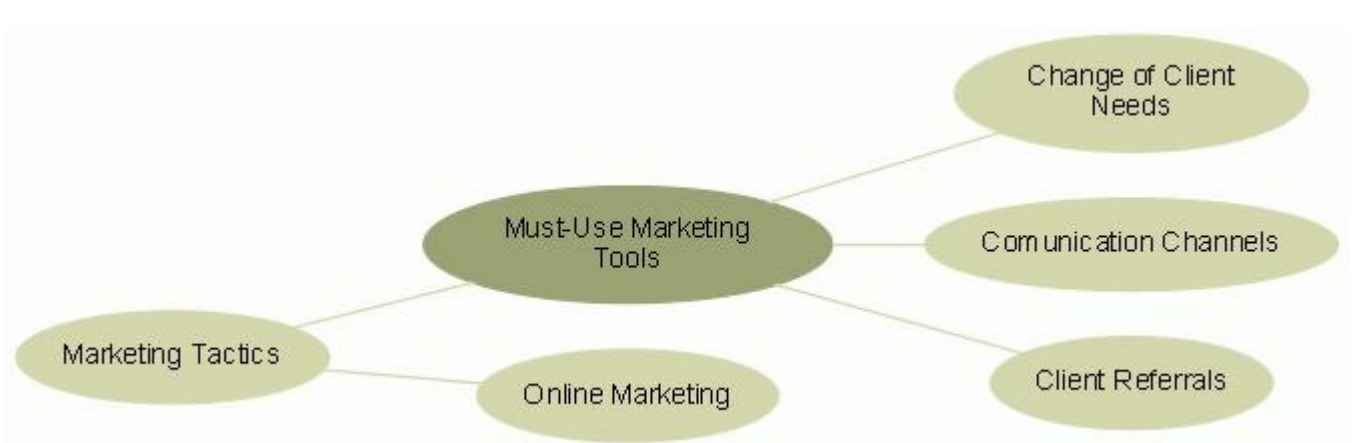 Change of Client
Needs
Must-Use Marketing
Tools
Comunication Channels
Marketing Tactics
Client Referrals
Online Marketing